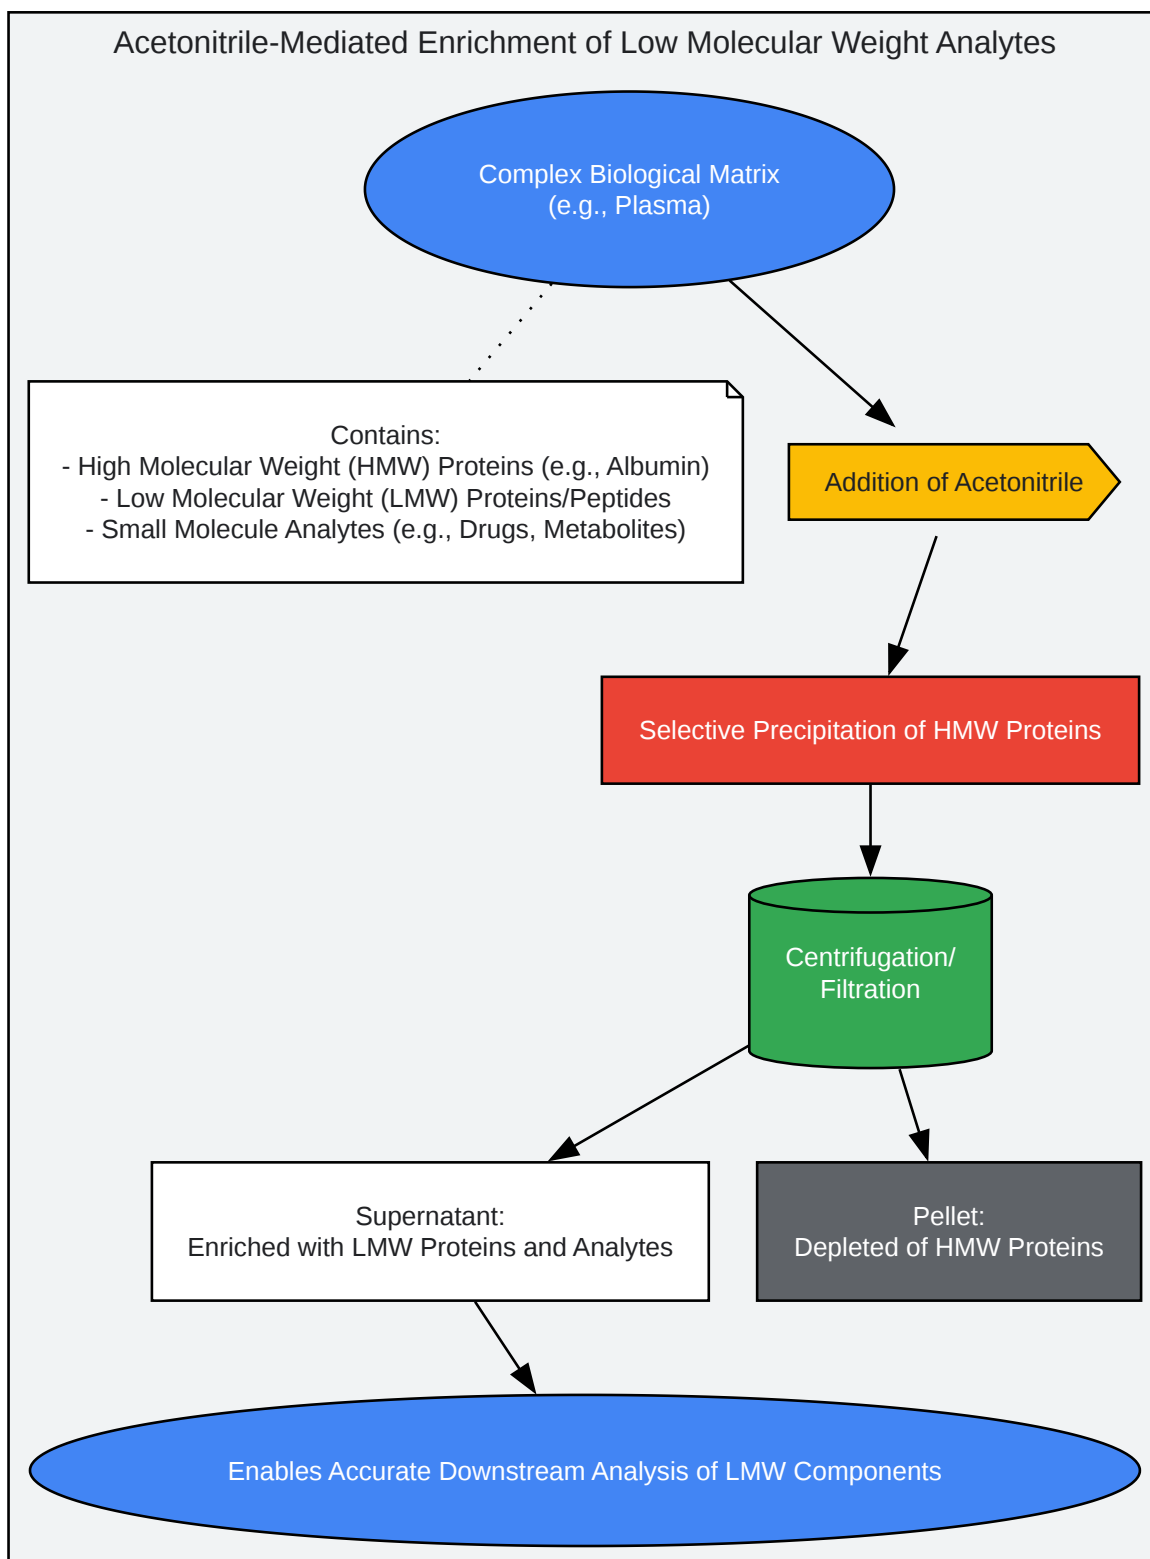 Acetonitrile-Mediated Enrichment of Low Molecular Weight Analytes
Complex Biological Matrix
(e.g., Plasma)
Contains:
- High Molecular Weight (HMW) Proteins (e.g., Albumin)
- Low Molecular Weight (LMW) Proteins/Peptides
- Small Molecule Analytes (e.g., Drugs, Metabolites)
Addition of Acetonitrile
Selective Precipitation of HMW Proteins
Centrifugation/
Filtration
Supernatant:
Enriched with LMW Proteins and Analytes
Pellet:
Depleted of HMW Proteins
Enables Accurate Downstream Analysis of LMW Components